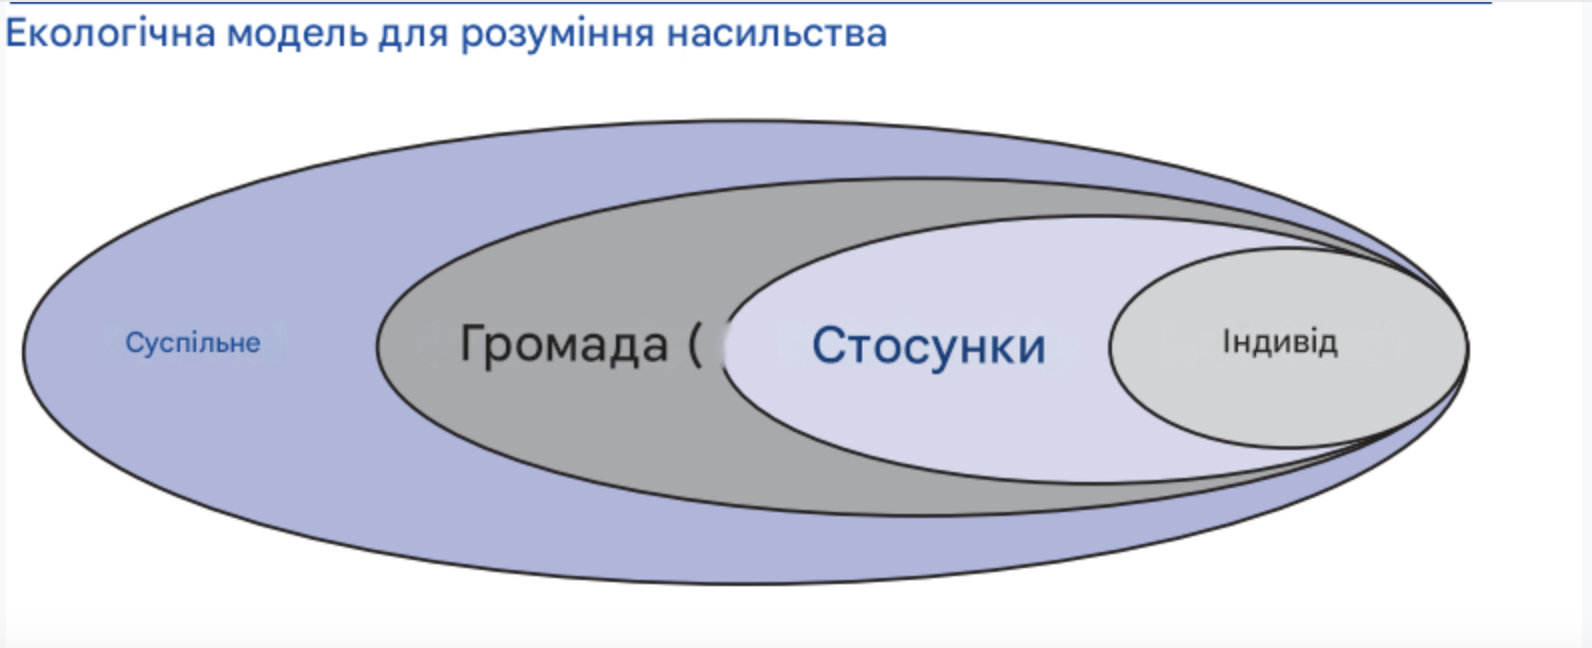 Екологічна модель для розуміння насильства
Суспільне
Громада (
Стосунки
Індивід